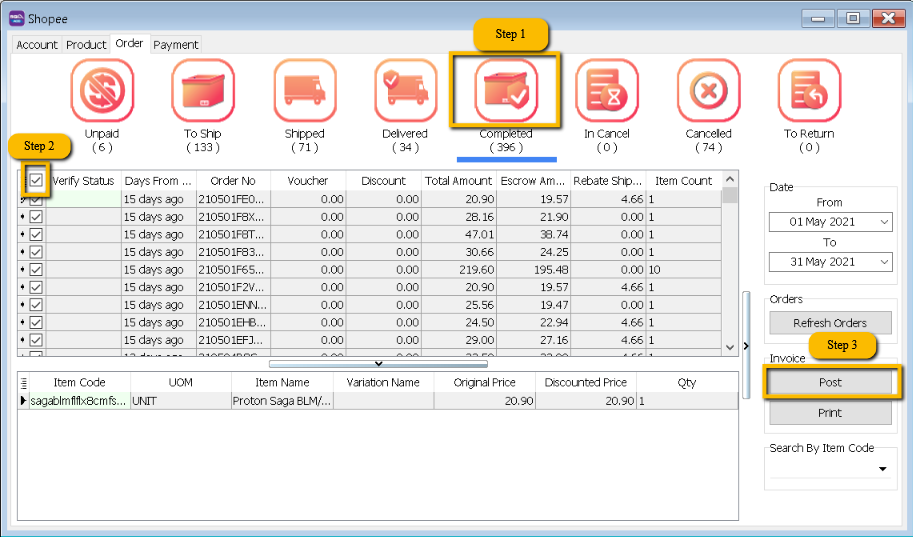 Shopee
Account Product Order Payment
Step 1
Unpaid
( 6 )
To Ship
( 133 )
Shipped
( 71 )
Delivered
( 34 )
Completed
( 396 )
In Cancel
( 0 )
Cancelled
( 74 )
To Return
( 0 )
Step 2
Verify Status Days From ... Order No Voucher Discount Total Amount Escrow Am... Rebate Ship... Item Count
15 days ago 210501FE0... 0.00 0.00 20.90 19.57 4.66 1
15 days ago 210501F8X... 0.00 0.00 28.16 21.90 0.00 1
15 days ago 210501F8T... 0.00 0.00 47.01 38.74 0.00 1
15 days ago 210501F83... 0.00 0.00 30.66 24.25 0.00 1
15 days ago 210501F65... 0.00 0.00 219.60 195.48 0.00 10
15 days ago 210501F2V... 0.00 0.00 20.90 19.57 4.66 1
15 days ago 210501ENN... 0.00 0.00 25.56 19.47 0.00 1
15 days ago 210501EHB... 0.00 0.00 24.50 22.94 4.66 1
15 days ago 210501EFJ... 0.00 0.00 29.00 27.16 4.66 1
Item Code UOM Item Name Variation Name Original Price Discounted Price Qty
UNIT Proton Saga BLM/... 20.90 20.90 1
Date
From
01 May 2021
To
31 May 2021
Orders
Refresh Orders
Step 3
Invoice
Post
Print
Search By Item Code